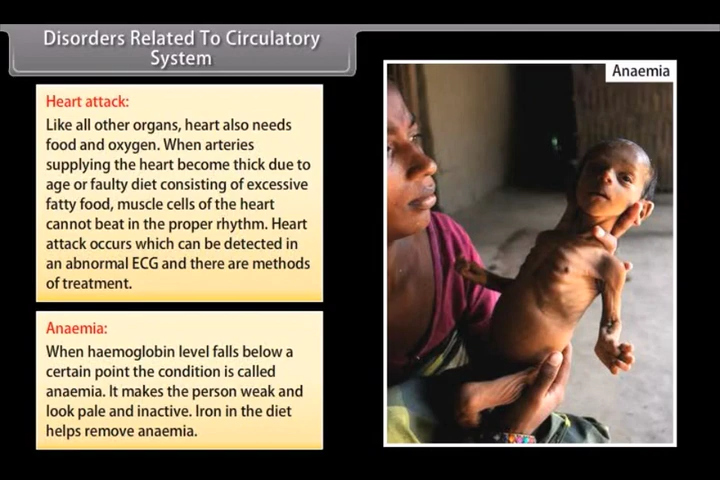 Disorders Related To Circulatory
System
Heart attack:
Like all other organs, heart also needs
food and oxygen. When arteries
supplying the heart become thick due to
age or faulty diet consisting of excessive
fatty food, muscle cells of the heart
cannot beat in the proper rhythm. Heart
attack occurs which can be detected in
an abnormal ECG and there are methods
of treatment.
Anaemia:
When haemoglobin level falls below a
certain point the condition is called
anaemia. It makes the person weak and
look pale and inactive. Iron in the diet
helps remove anaemia.
Anaemia